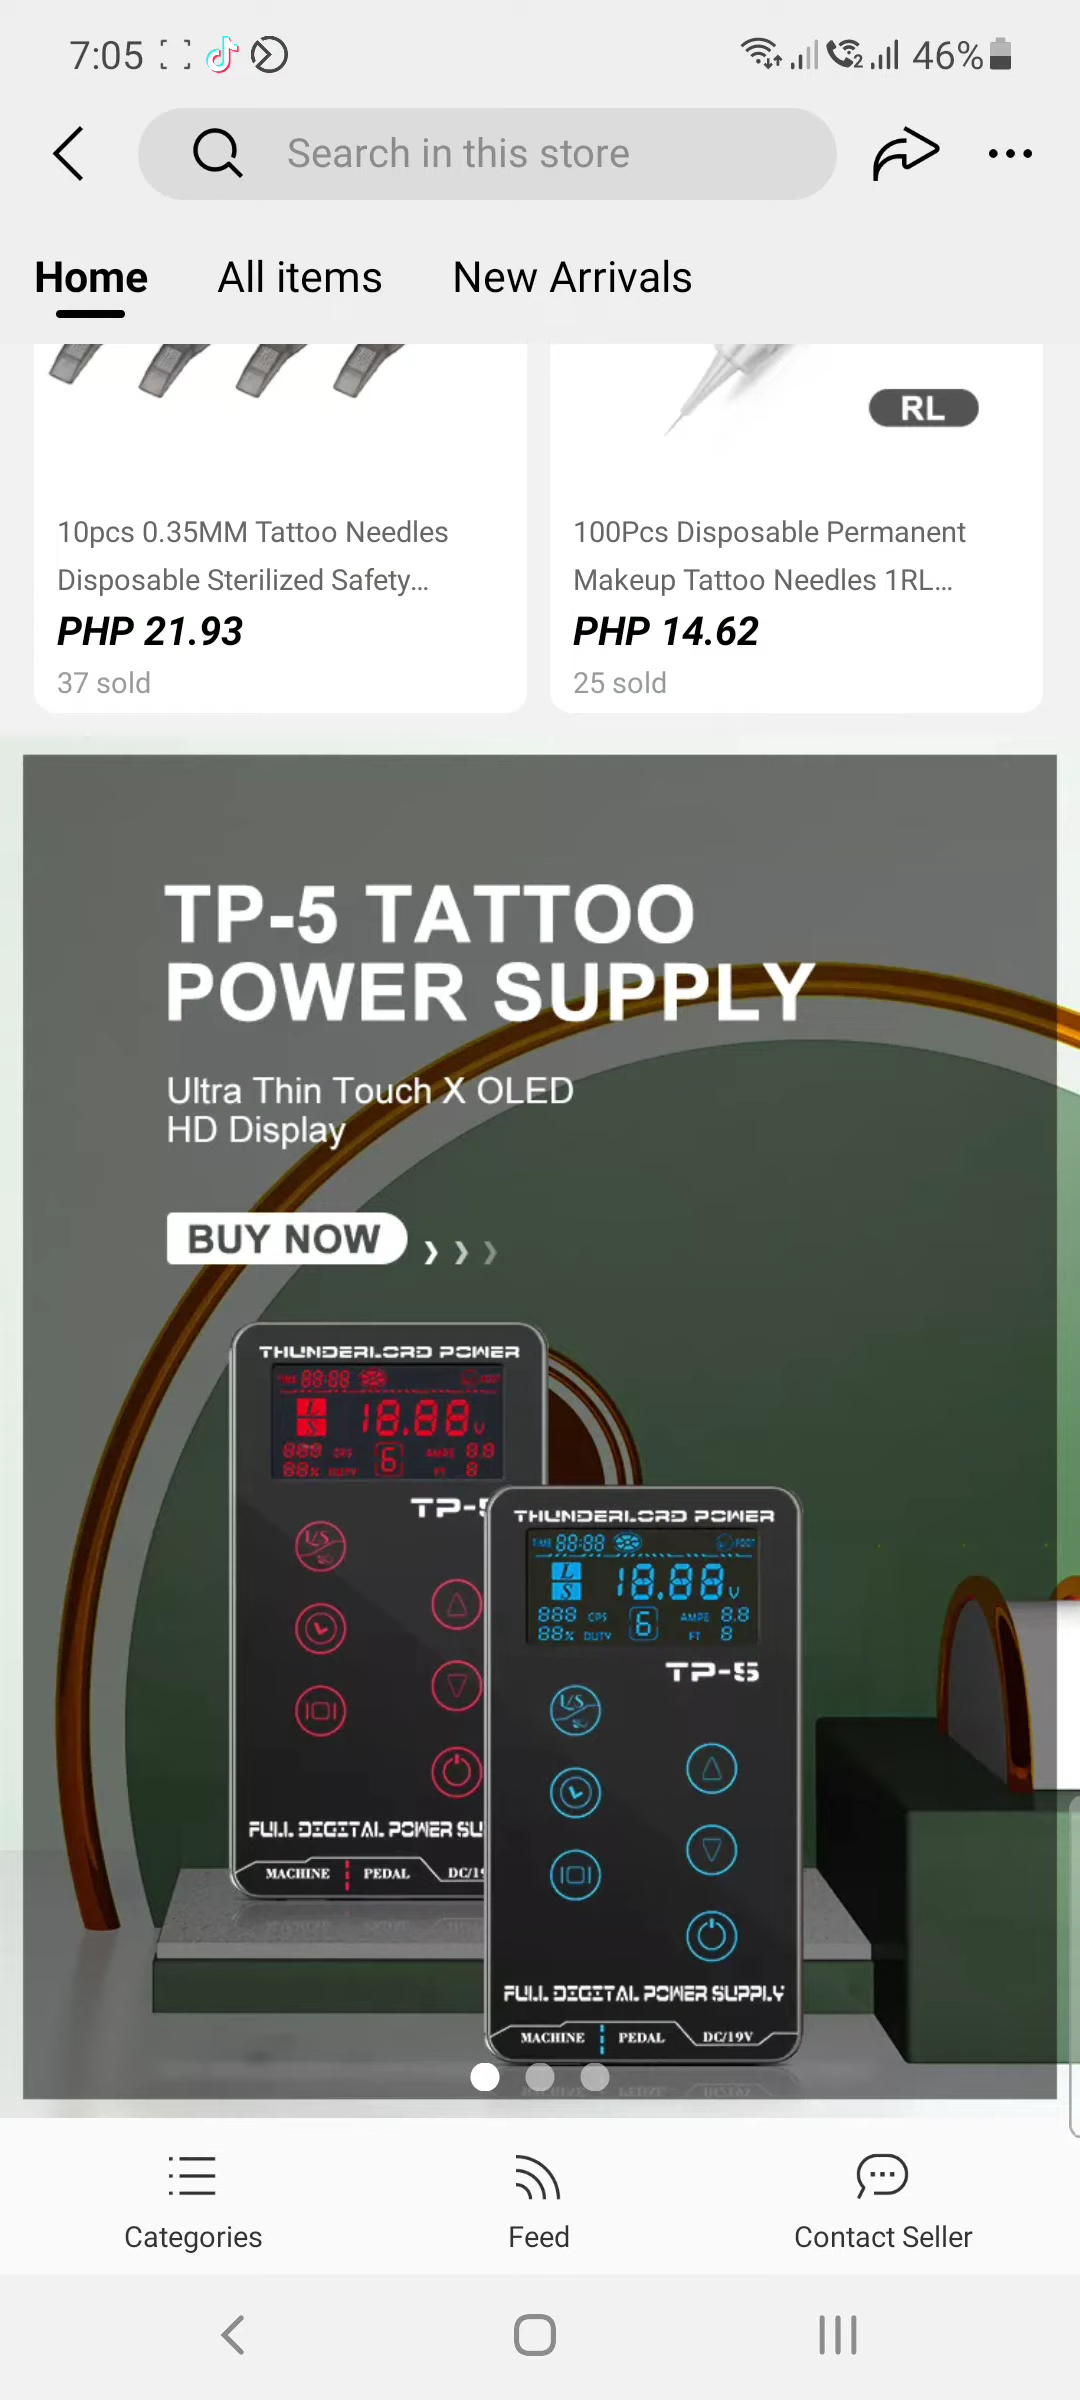 7:05
2 46%
Search in this store
Home All items New Arrivals
RL
10pcs 0.35MM Tattoo Needles
Disposable Sterilized Safety...
PHP 21.93
37 sold
100Pcs Disposable Permanent
Makeup Tattoo Needles 1RL...
PHP 14.62
25 sold
TP-5 TATTOO
POWER SUPPLY
Ultra Thin Touch X OLED
HD Display
BUY NOW
THUNDERLORD POWER
TIME 88:88 FOOT
L
S
18.88 V
888 CPS 6 AMPE 8.8
88% DUTY FT 8
TP-5
L/S
FULL DIGITAL POWER SU
MACHINE PEDAL DC/19
THUNDERLORD POWER
TIME 88:88 FOOT
L
S
18.88 V
888 CPS 6 AMPE 8.8
88% DUTY FT 8
TP-5
L/S
FULL DIGITAL POWER SUPPLY
MACHINE PEDAL DC/19V
Categories Feed Contact Seller